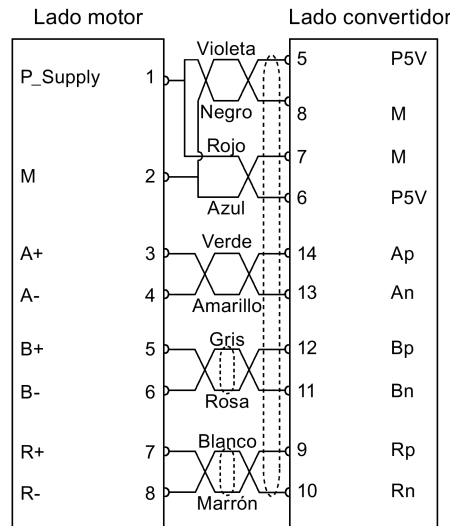 Lado motor Lado convertidor
Violeta 5 P5V
P_Supply 1
Negro 8 M
Rojo 7 M
M 2
Azul 6 P5V
Verde
A+ 3 14 Ap
A- 4 13 An
Amarillo
Gris
B+ 5 12 Bp
B- 6 11 Bn
Rosa
Blanco
R+ 7 9 Rp
R- 8 10 Rn
Marrón